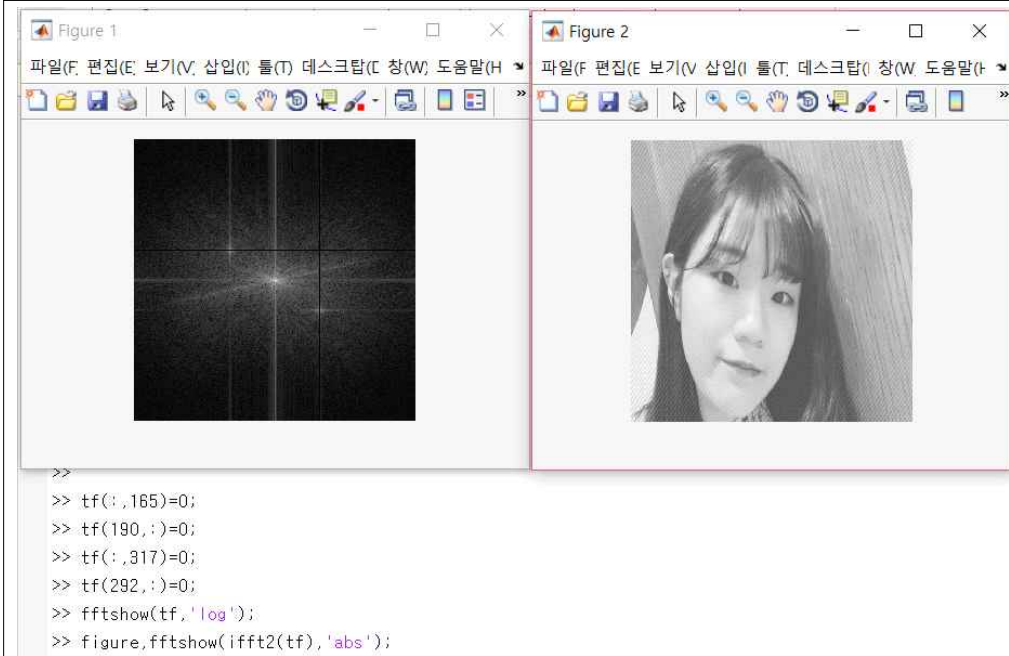 Figure 1
파일(F 편집(E 보기(V 삽입(I) 툴(T) 데스크탑(D 창(W) 도움말(H
Figure 2
파일(F 편집(E 보기(V 삽입(I 툴(T 데스크탑( 창(W 도움말(H
>>
>> tf(:,165)=0;
>> tf(190,:)=0;
>> tf(:,317)=0;
>> tf(292,:)=0;
>> fftshow(tf,'log');
>> figure,fftshow(ifft2(tf),'abs');